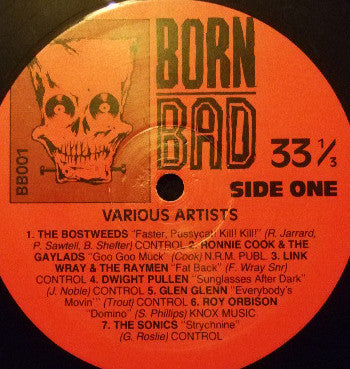 BORN
BAD
BB001
33 1/3
SIDE ONE
VARIOUS ARTISTS
1. THE BOSTWEEDS "Faster, Pussycat! Kill! Kill!" (R. Jarrard,
P. Sawtell, B. Shefter) CONTROL 2. RONNIE COOK & THE
GAYLADS "Goo Goo Muck" (Cook) N.R.M. PUBL. 3. LINK
WRAY & THE RAYMEN "Fat Back" (F. Wray Snr)
CONTROL 4. DWIGHT PULLEN "Sunglasses After Dark"
(J. Noble) CONTROL 5. GLEN GLENN "Everybody's
Movin'" (Trout) CONTROL 6. ROY ORBISON
"Domino" (S. Phillips) KNOX MUSIC
7. THE SONICS "Strychnine"
(G. Roslie) CONTROL